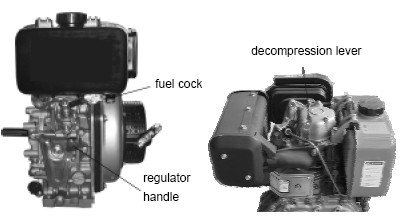 decompression lever
fuel cock
regulator
handle